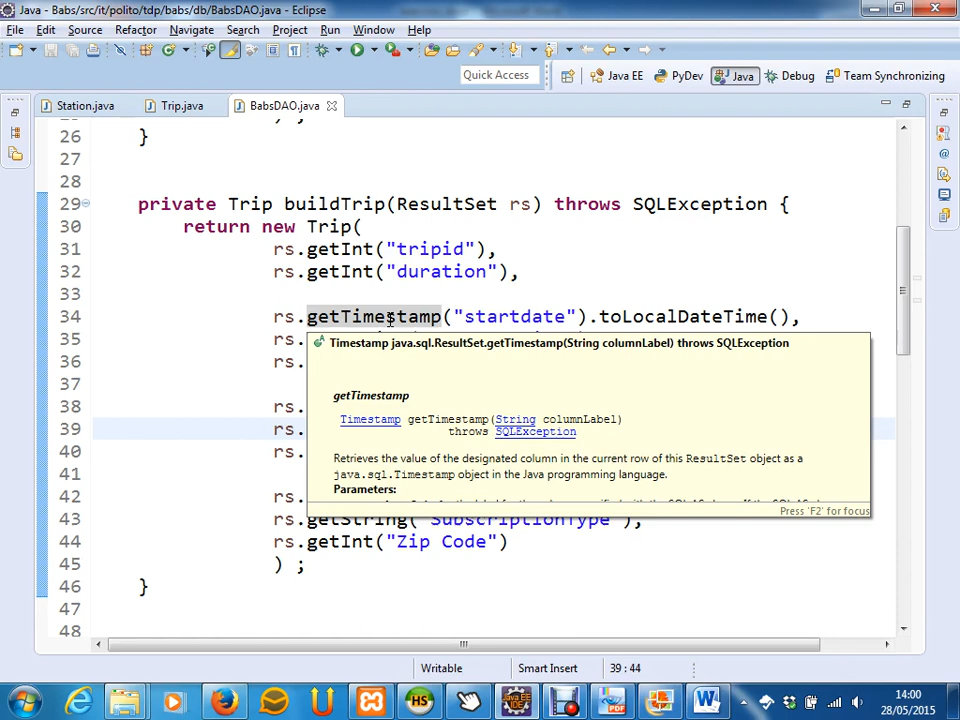 Java - Babs/src/it/polito/tdp/babs/db/BabsDAO.java - Eclipse
File Edit Source Refactor Navigate Search Project Run Window Help
Quick Access Java EE PyDev Java Debug Team Synchronizing
Station.java Trip.java BabsDAO.java
26 }
27
28
29 private Trip buildTrip(ResultSet rs) throws SQLException {
30 return new Trip(
31 rs.getInt("tripid"),
32 rs.getInt("duration"),
33
34 rs.getTimestamp("startdate").toLocalDateTime(),
35 rs.
36 rs.
37
38 rs.
39 rs.
40 rs.
41
42 rs.
43 rs.getString("SubscriptionType"),
44 rs.getInt("Zip Code")
45 ) ;
46 }
47
48
Timestamp java.sql.ResultSet.getTimestamp(String columnLabel) throws SQLException
getTimestamp
Timestamp getTimestamp(String columnLabel)
throws SQLException
Retrieves the value of the designated column in the current row of this ResultSet object as a
java.sql.Timestamp object in the Java programming language.
Parameters:
Press 'F2' for focus
Writable Smart Insert 39 : 44
HS
14:00
28/05/2015